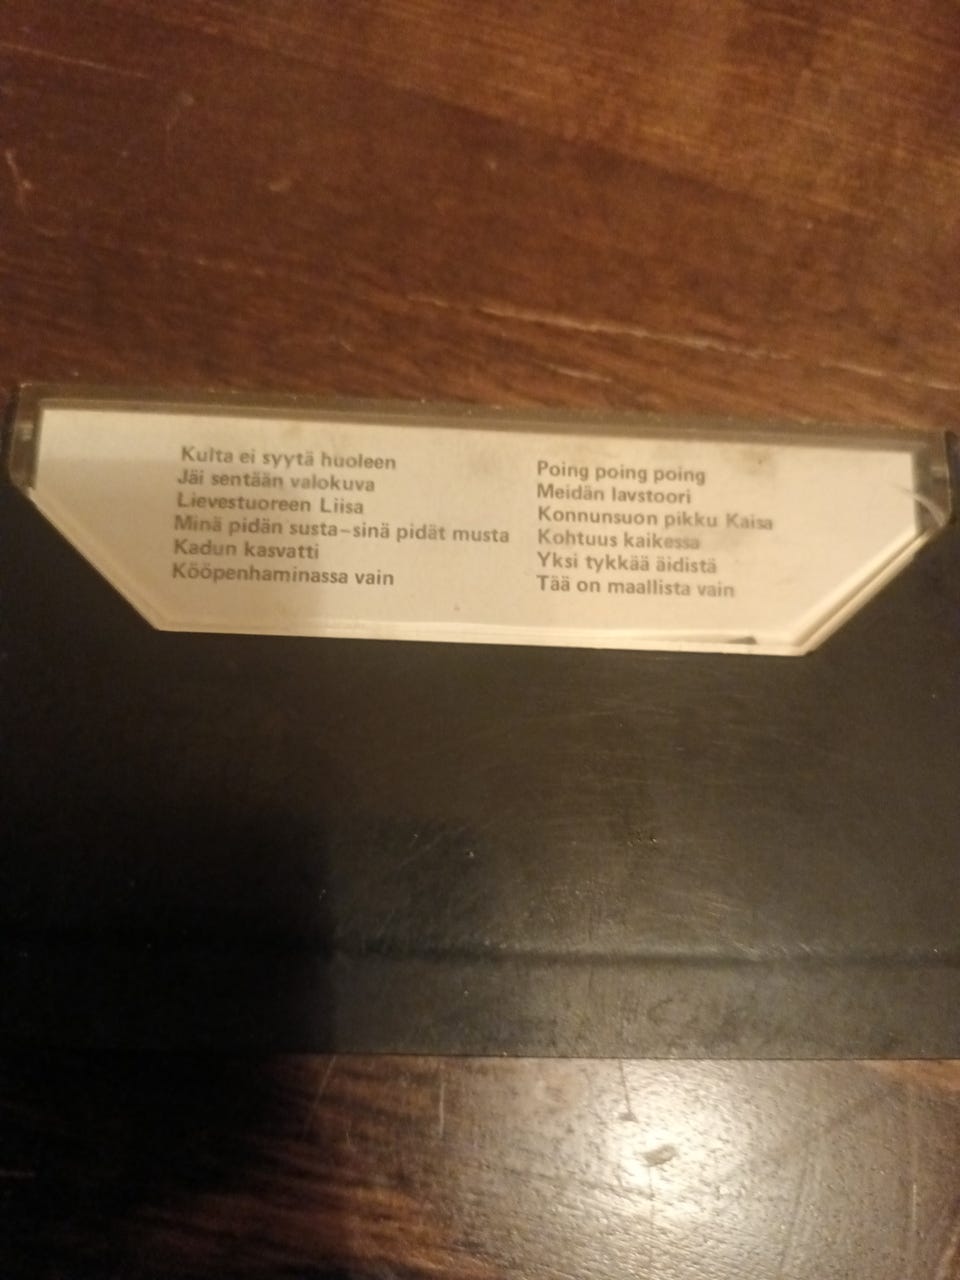 Kulta ei syytä huoleen
Jäi sentään valokuva
Lievestuoreen Liisa
Minä pidän susta–sinä pidät musta
Kadun kasvatti
Kööpenhaminassa vain
Poing poing poing
Meidän lavstoori
Konnunsuon pikku Kaisa
Kohtuus kaikessa
Yksi tykkää äidistä
Tää on maallista vain